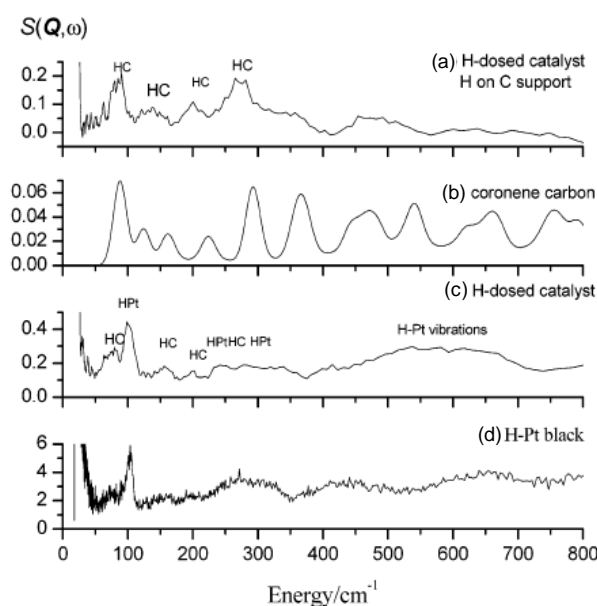 S(Q,ω)
HC
HC
HC
HC
(a) H-dosed catalyst
H on C support
0.2
0.1
0.0
(b) coronene carbon
0.06
0.04
0.02
0.00
(c) H-dosed catalyst
HPt
HC
HC
HC
HPt
HC
HPt
H-Pt vibrations
0.4
0.2
0.0
(d) H-Pt black
6
4
2
0
0 100 200 300 400 500 600 700 800
Energy/cm⁻¹